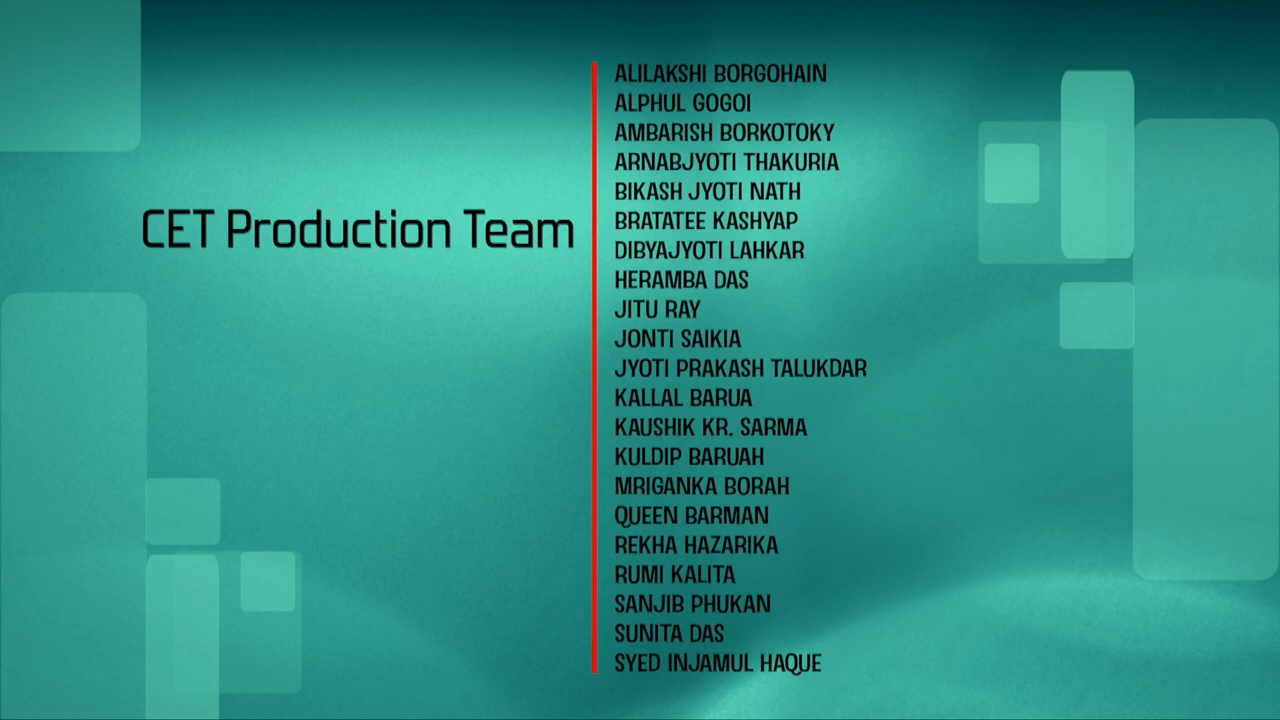 CET Production Team
ALILAKSHI BORGOHAIN
ALPHUL GOGOI
AMBARISH BORKOTOKY
ARNABJYOTI THAKURIA
BIKASH JYOTI NATH
BRATATEE KASHYAP
DIBYAJYOTI LAHKAR
HERAMBA DAS
JITU RAY
JONTI SAIKIA
JYOTI PRAKASH TALUKDAR
KALLAL BARUA
KAUSHIK KR. SARMA
KULDIP BARUAH
MRIGANKA BORAH
QUEEN BARMAN
REKHA HAZARIKA
RUMI KALITA
SANJIB PHUKAN
SUNITA DAS
SYED INJAMUL HAQUE